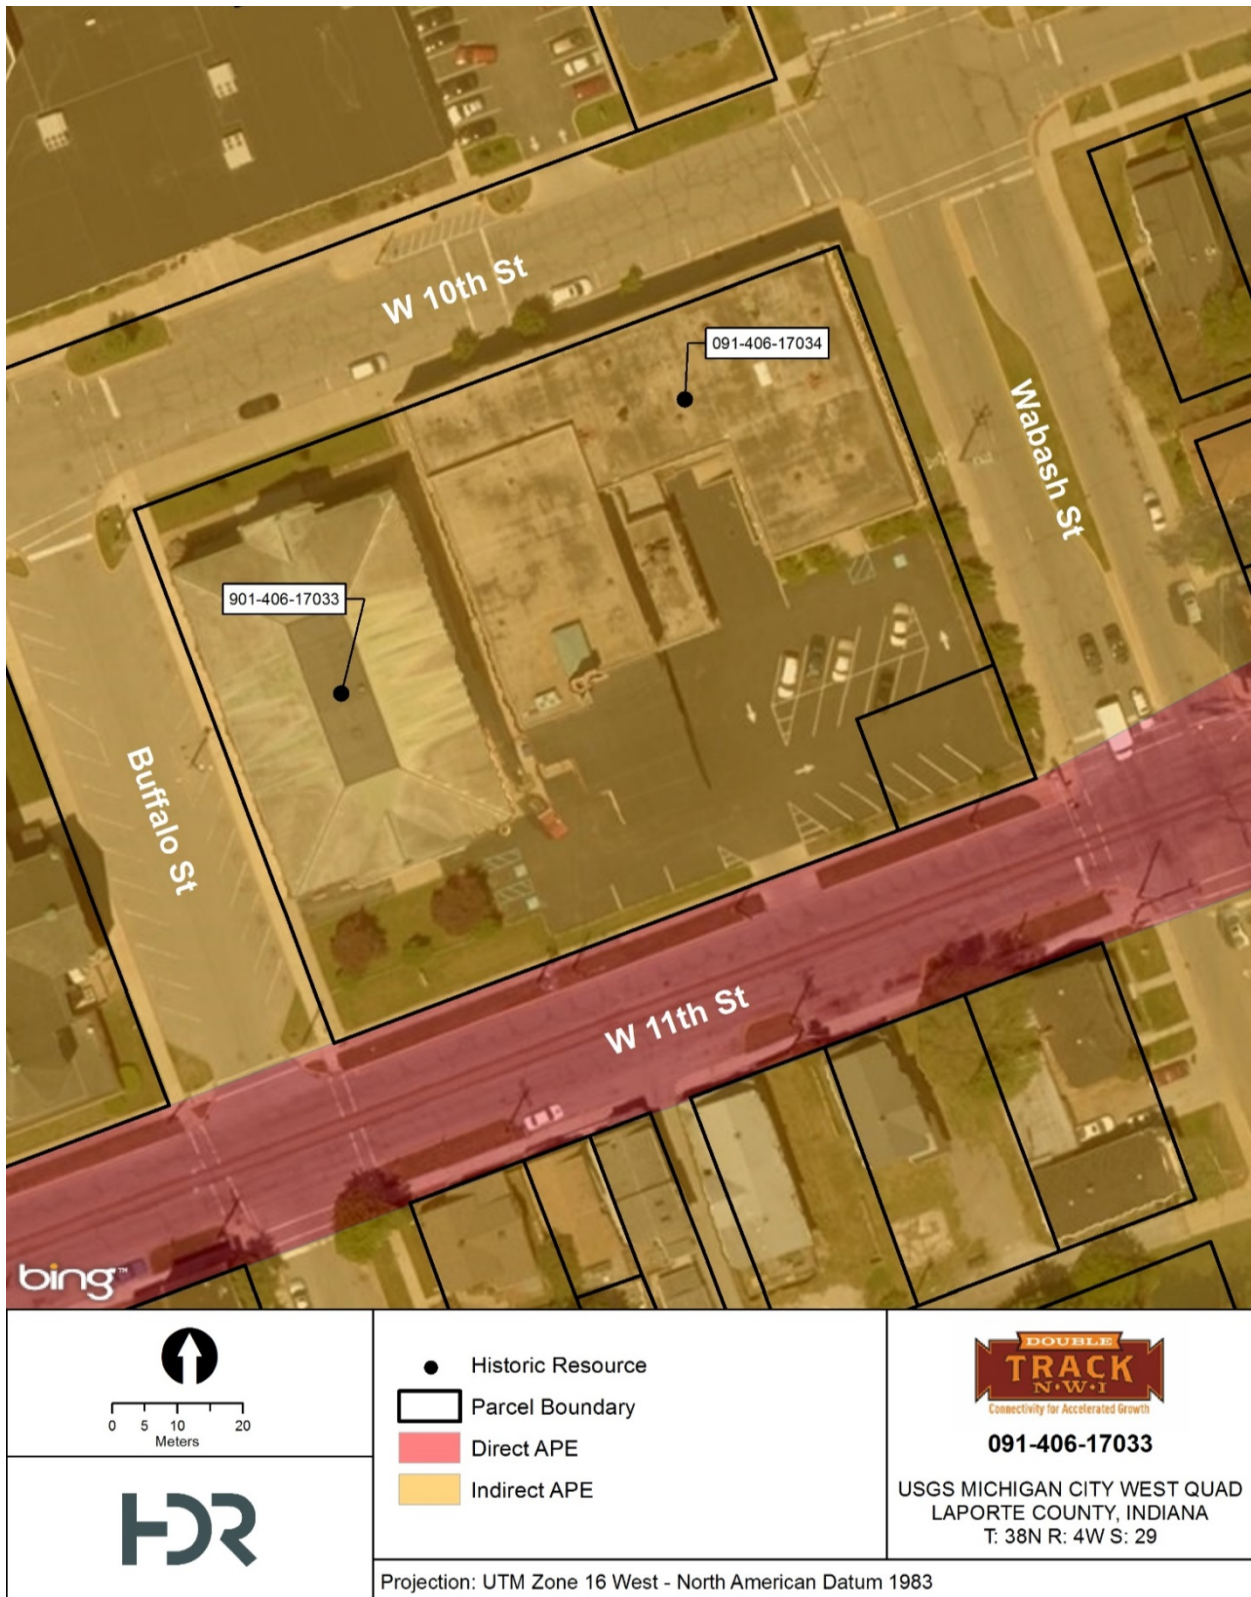 W 10th St
091-406-17034
Wabash St
901-406-17033
Buffalo St
W 11th St
bing™
0 5 10 20
Meters
HDR
Historic Resource
Parcel Boundary
Direct APE
Indirect APE
DOUBLE
TRACK
N•W•I
Connectivity for Accelerated Growth
091-406-17033
USGS MICHIGAN CITY WEST QUAD
LAPORTE COUNTY, INDIANA
T: 38N R: 4W S: 29
Projection: UTM Zone 16 West - North American Datum 1983